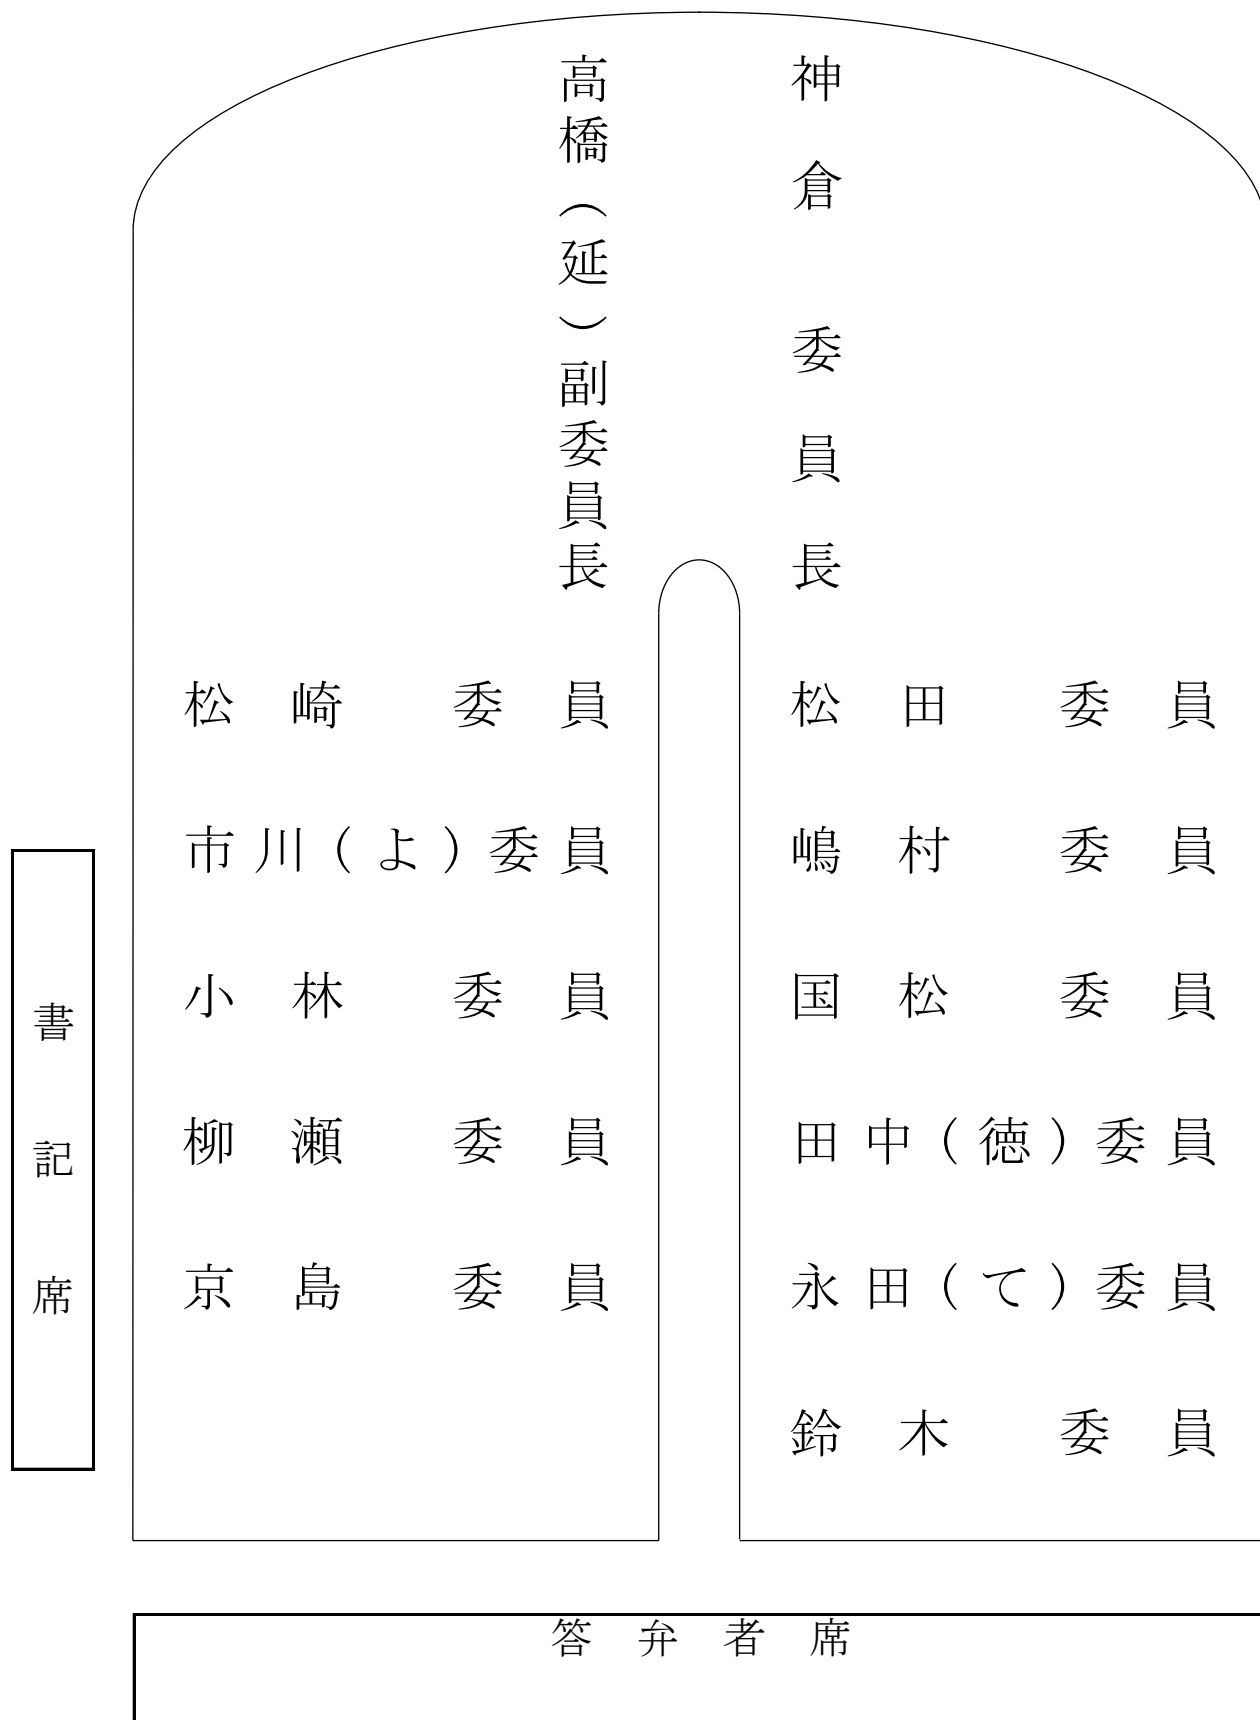 神倉委員長
高橋（延）副委員長
松崎委員
松田委員
市川（よ）委員
嶋村委員
小林委員
国松委員
柳瀬委員
田中（徳）委員
京島委員
永田（て）委員
鈴木委員
書記席
答弁者席